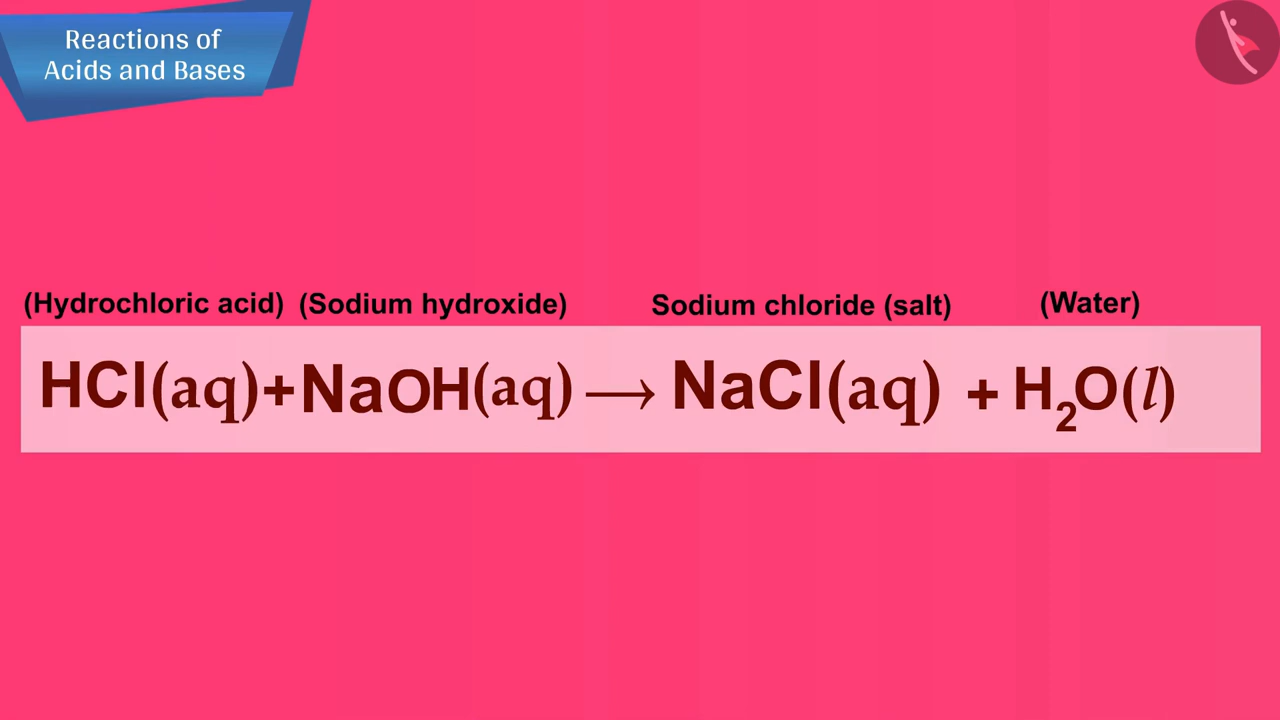 Reactions of
Acids and Bases
(Hydrochloric acid) (Sodium hydroxide) Sodium chloride (salt) (Water)
HCl(aq)+NaOH(aq) ⟶ NaCl(aq) + H₂O(l)